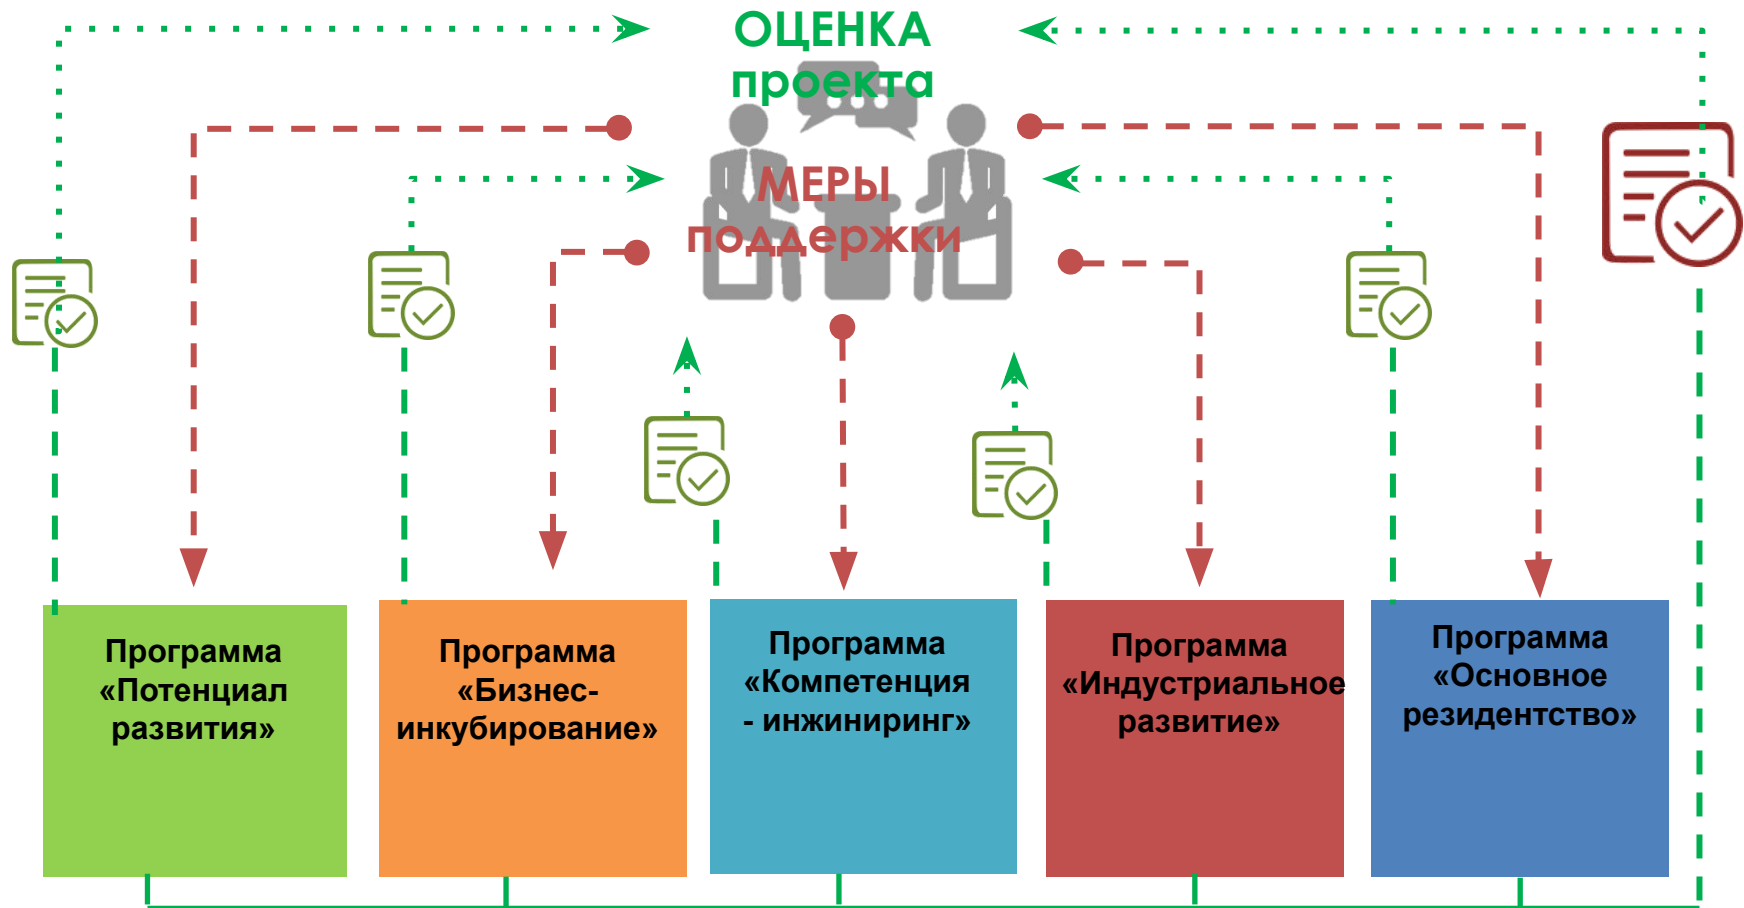 ОЦЕНКА
проекта
МЕРЫ
поддержки
Программа
«Потенциал
развития»
Программа
«Бизнес-
инкубирование»
Программа
«Компетенция
- инжиниринг»
Программа
«Индустриальное
развитие»
Программа
«Основное
резидентство»